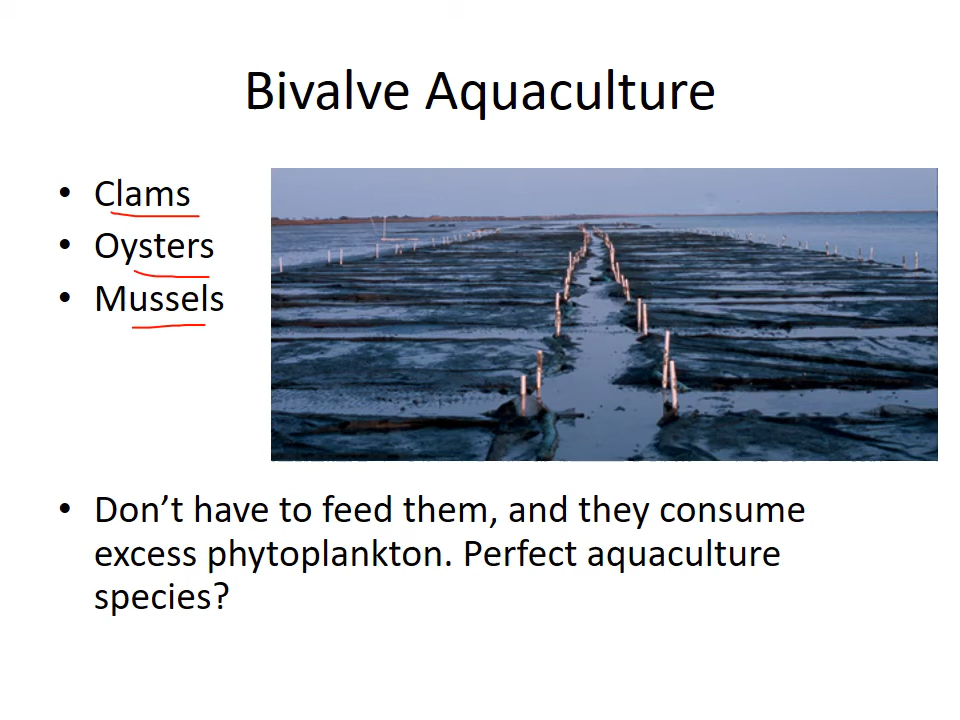 Bivalve Aquaculture
• Clams
• Oysters
• Mussels
• Don’t have to feed them, and they consume
excess phytoplankton. Perfect aquaculture
species?